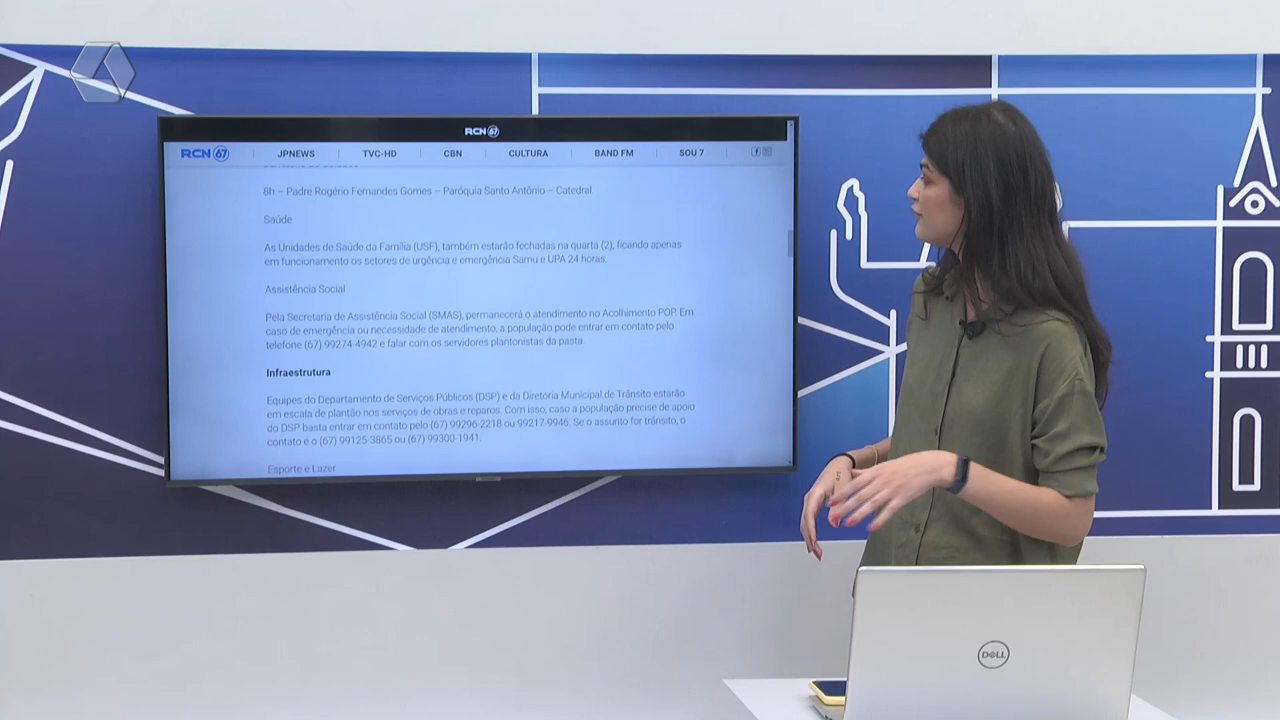 RCN 67
RCN 67 JPNEWS TVC-HD CBN CULTURA BAND FM SOU 7
8h – Padre Rogério Fernandes Gomes – Paróquia Santo Antônio – Catedral.
Saúde
As Unidades de Saúde da Família (USF), também estarão fechadas na quarta (2), ficando apenas
em funcionamento os setores de urgência e emergência Samu e UPA 24 horas.
Assistência Social
Pela Secretaria de Assistência Social (SMAS), permanecerá o atendimento no Acolhimento POP. Em
caso de emergência ou necessidade de atendimento, a população pode entrar em contato pelo
telefone (67) 99274-4942 e falar com os servidores plantonistas da pasta.
Infraestrutura
Equipes do Departamento de Serviços Públicos (DSP) e da Diretoria Municipal de Trânsito estarão
em escala de plantão nos serviços de obras e reparos. Com isso, caso a população precise de apoio
do DSP basta entrar em contato pelo (67) 99296-2218 ou 99217-9946. Se o assunto for trânsito, o
contato é o (67) 99125-3865 ou (67) 99300-1941.
Esporte e Lazer
DELL